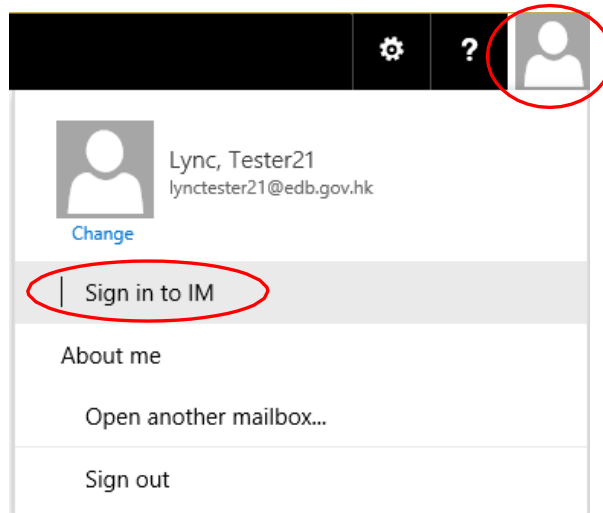 ?
Lync, Tester21
lynctester21@edb.gov.hk
Change
Sign in to IM
About me
Open another mailbox...
Sign out